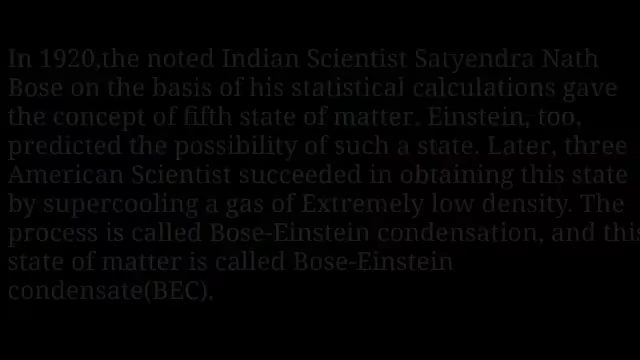 In 1920,the noted Indian Scientist Satyendra Nath
Bose on the basis of his statistical calculations gave
the concept of fifth state of matter. Einstein, too,
predicted the possibility of such a state. Later, three
American Scientist succeeded in obtaining this state
by supercooling a gas of Extremely low density. The
process is called Bose-Einstein condensation, and this
state of matter is called Bose-Einstein
condensate(BEC).